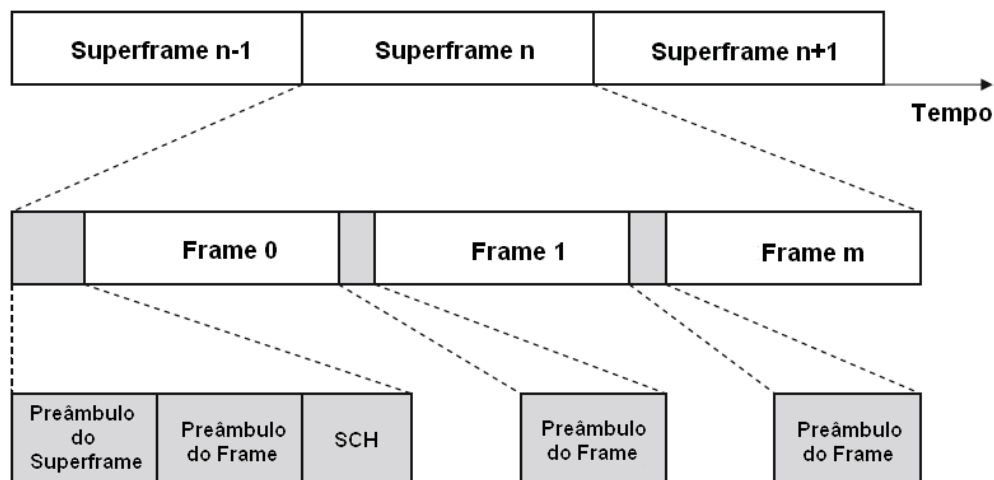 Superframe n-1
Superframe n
Superframe n+1
Tempo
Frame 0
Frame 1
Frame m
Preâmbulo
do
Superframe
Preâmbulo
do Frame
SCH
Preâmbulo
do Frame
Preâmbulo
do Frame